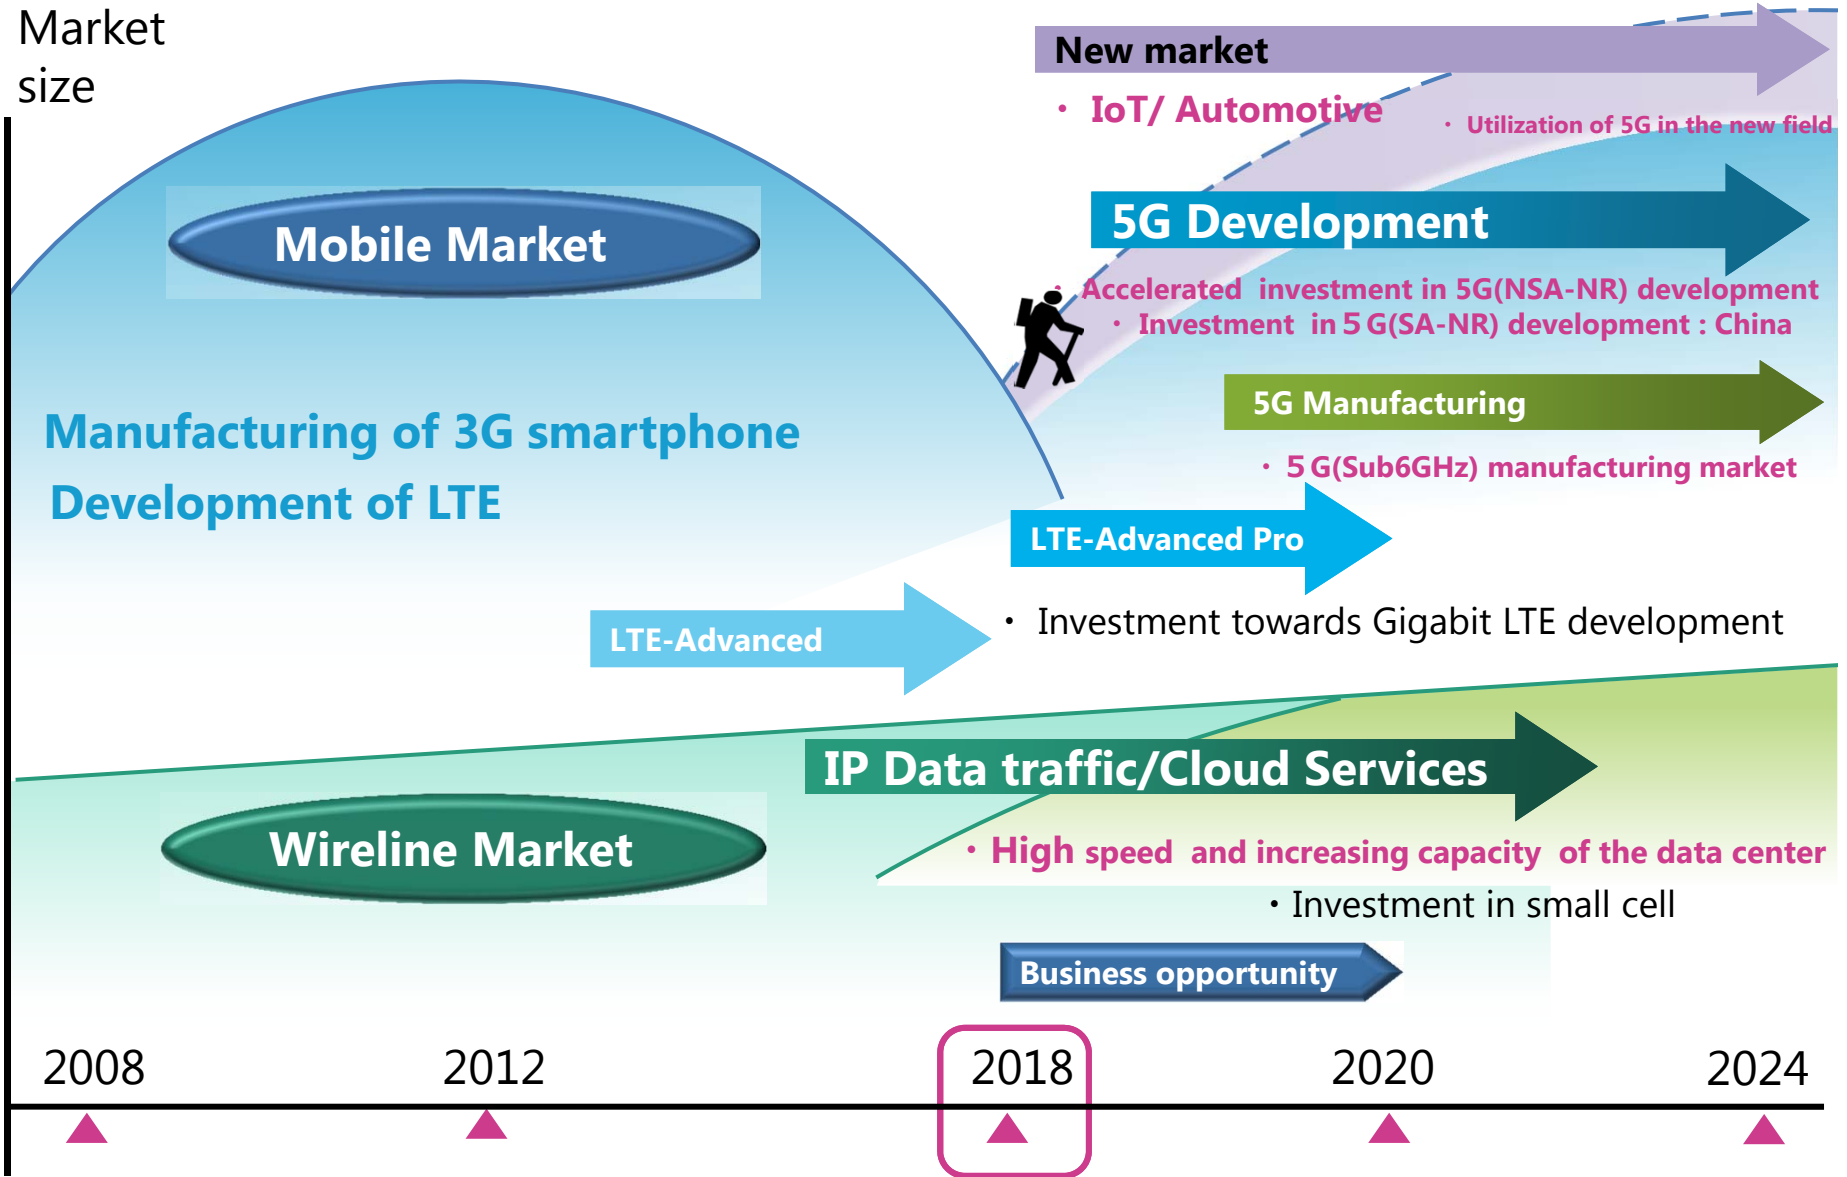 Market
size
New market
・ IoT/ Automotive
・ Utilization of 5G in the new field
Mobile Market
5G Development
・ Accelerated investment in 5G(NSA-NR) development
・ Investment in 5G(SA-NR) development : China
5G Manufacturing
・ 5G(Sub6GHz) manufacturing market
Manufacturing of 3G smartphone
Development of LTE
LTE-Advanced Pro
・ Investment towards Gigabit LTE development
LTE-Advanced
IP Data traffic/Cloud Services
Wireline Market
・High speed and increasing capacity of the data center
・Investment in small cell
Business opportunity
2008 2012 2018 2020 2024